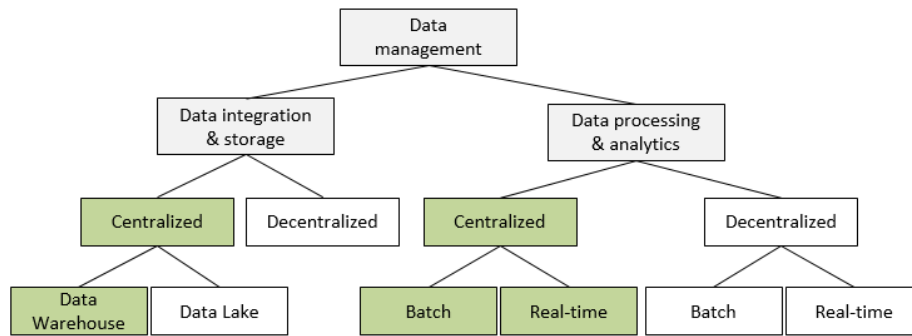 Data
management
Data integration
& storage
Data processing
& analytics
Centralized
Decentralized
Centralized
Decentralized
Data
Warehouse
Data Lake
Batch
Real-time
Batch
Real-time